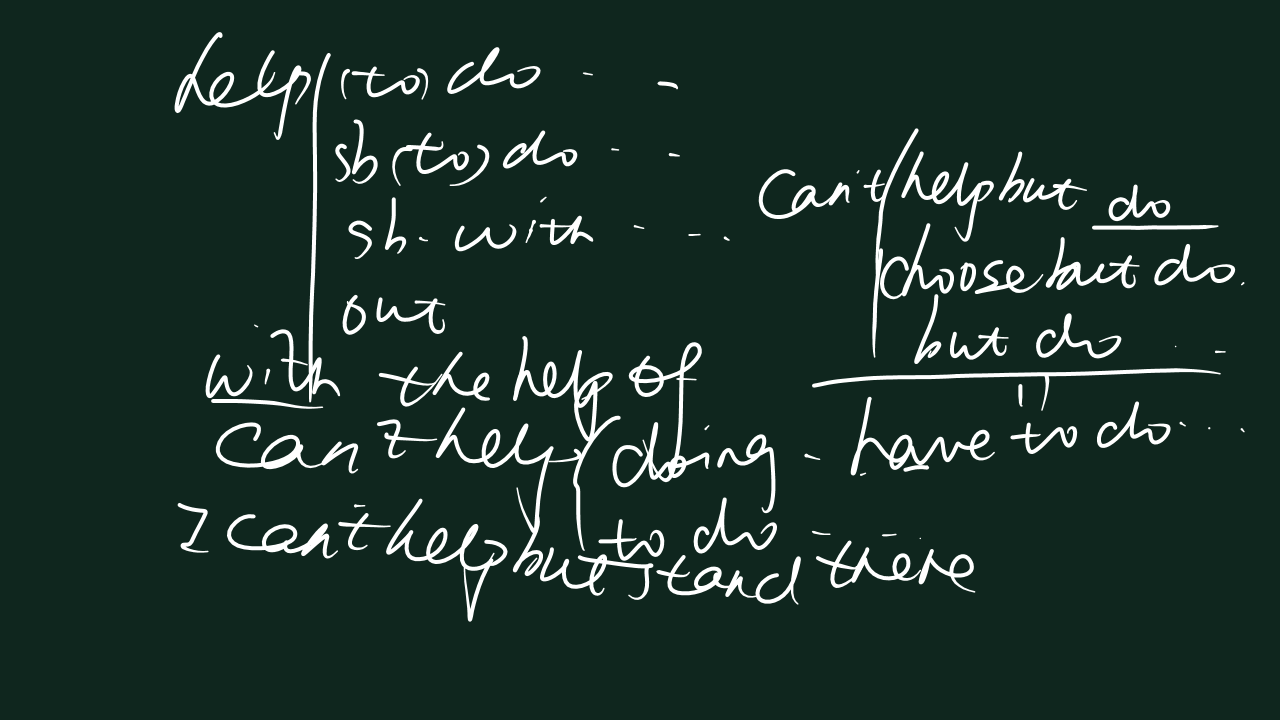 help (to) do ...
sb (to) do ...
sb. with ...
out
with the help of
can't help doing
to do ...
I can't help but stand there
can't help but do
choose but do.
but do ...
have to do ...